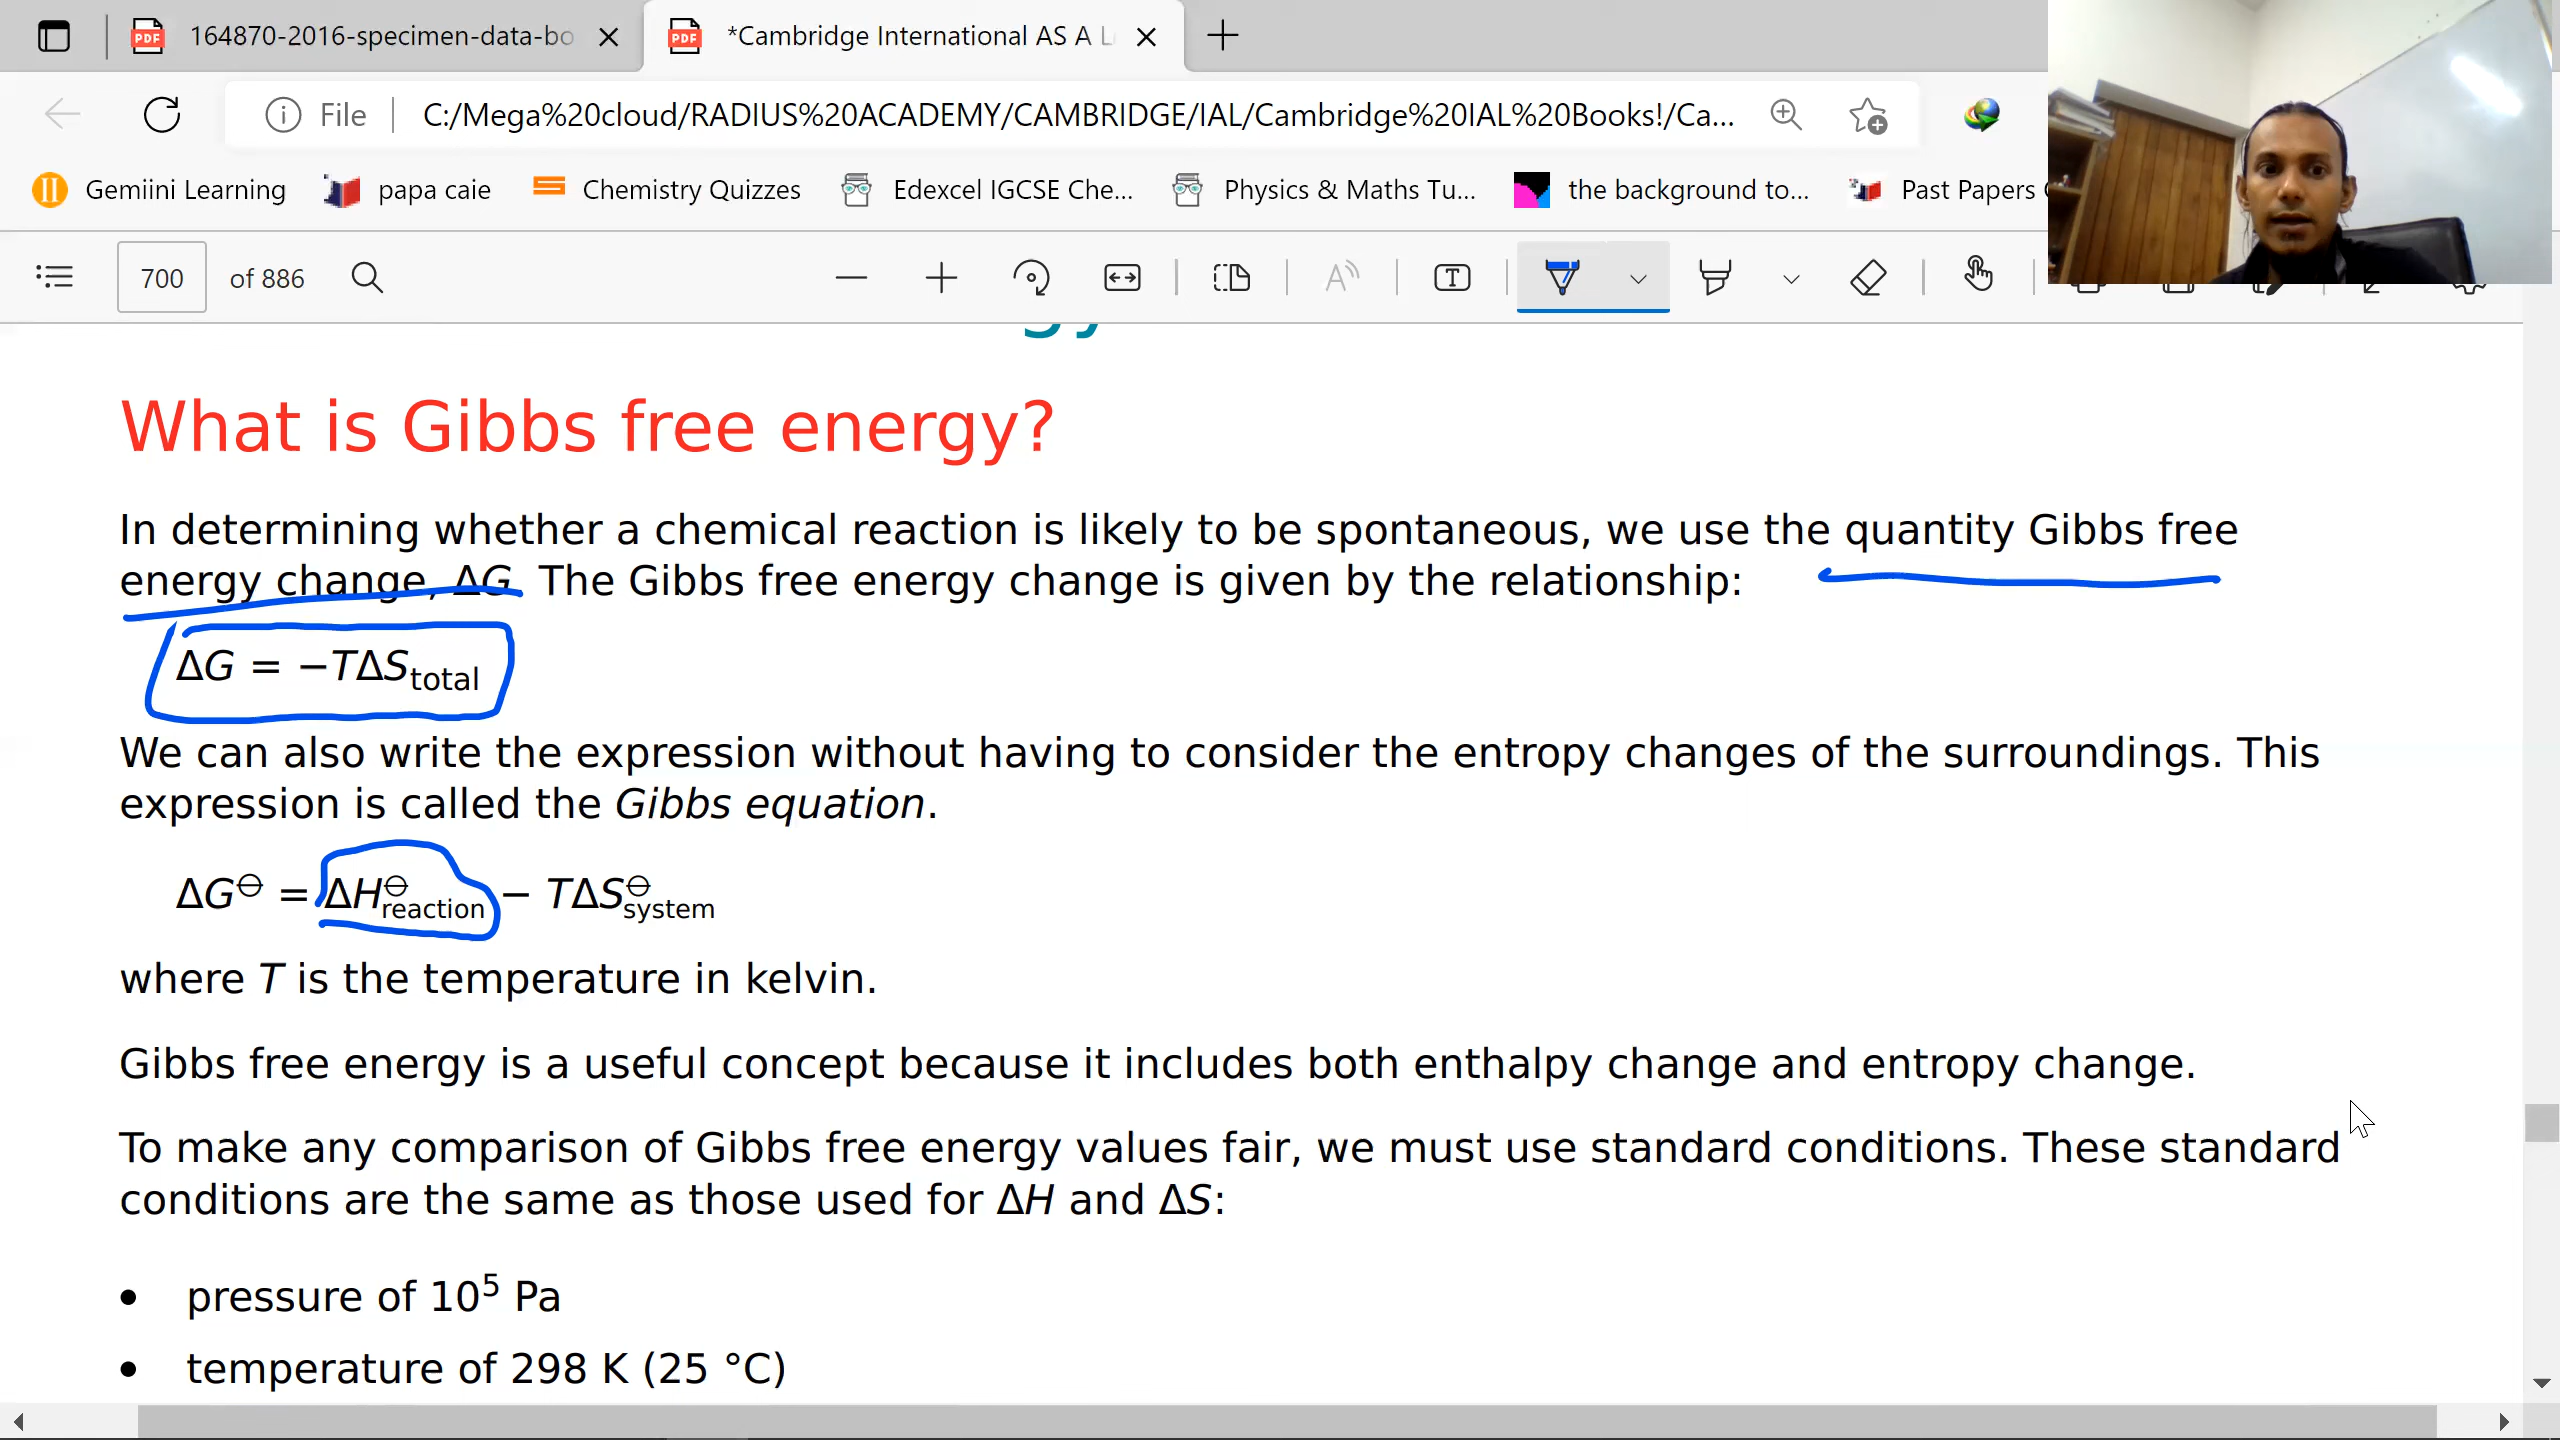 164870-2016-specimen-data-bo
*Cambridge International AS A L
File
C:/Mega%20cloud/RADIUS%20ACADEMY/CAMBRIDGE/IAL/Cambridge%20IAL%20Books!/Ca...
Gemiini Learning
papa caie
Chemistry Quizzes
Edexcel IGCSE Che...
Physics & Maths Tu...
the background to...
Past Papers
700 of 886
gy
What is Gibbs free energy?
In determining whether a chemical reaction is likely to be spontaneous, we use the quantity Gibbs free
energy change, ΔG. The Gibbs free energy change is given by the relationship:
ΔG = −TΔS_total
We can also write the expression without having to consider the entropy changes of the surroundings. This
expression is called the Gibbs equation.
ΔG⊖ = ΔH⊖reaction − TΔS⊖system
where T is the temperature in kelvin.
Gibbs free energy is a useful concept because it includes both enthalpy change and entropy change.
To make any comparison of Gibbs free energy values fair, we must use standard conditions. These standard
conditions are the same as those used for ΔH and ΔS:
• pressure of 10⁵ Pa
• temperature of 298 K (25 °C)